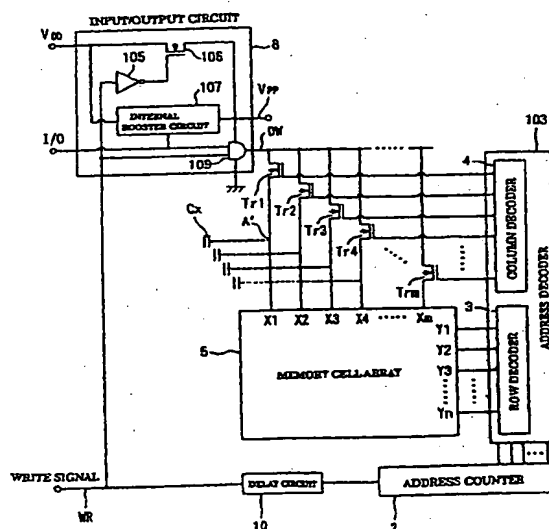 INPUT/OUTPUT CIRCUIT
VDD
8
105
106
107
VPP
INTERNAL
BOOSTER CIRCUIT
I/O
DW
109
103
4
Tr1
Tr2
Cx
A'
Tr3
Tr4
Trm
COLUMN DECODER
ADDRESS DECODER
X1 X2 X3 X4 Xm
5
3
Y1
Y2
Y3
Yn
MEMORY CELL-ARRAY
ROW DECODER
WRITE SIGNAL
WR
DELAY CIRCUIT
ADDRESS COUNTER
10
2